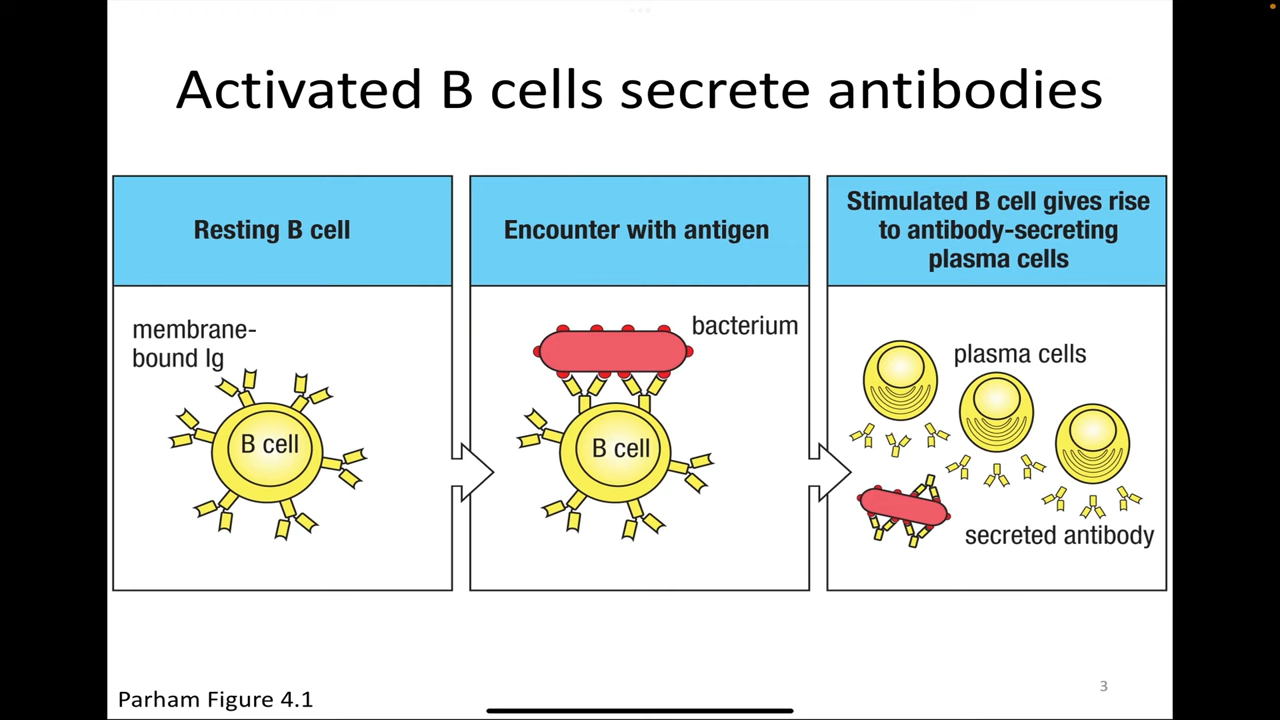 Activated B cells secrete antibodies
Resting B cell
membrane-
bound Ig
B cell
Encounter with antigen
bacterium
B cell
Stimulated B cell gives rise
to antibody-secreting
plasma cells
plasma cells
secreted antibody
Parham Figure 4.1
3